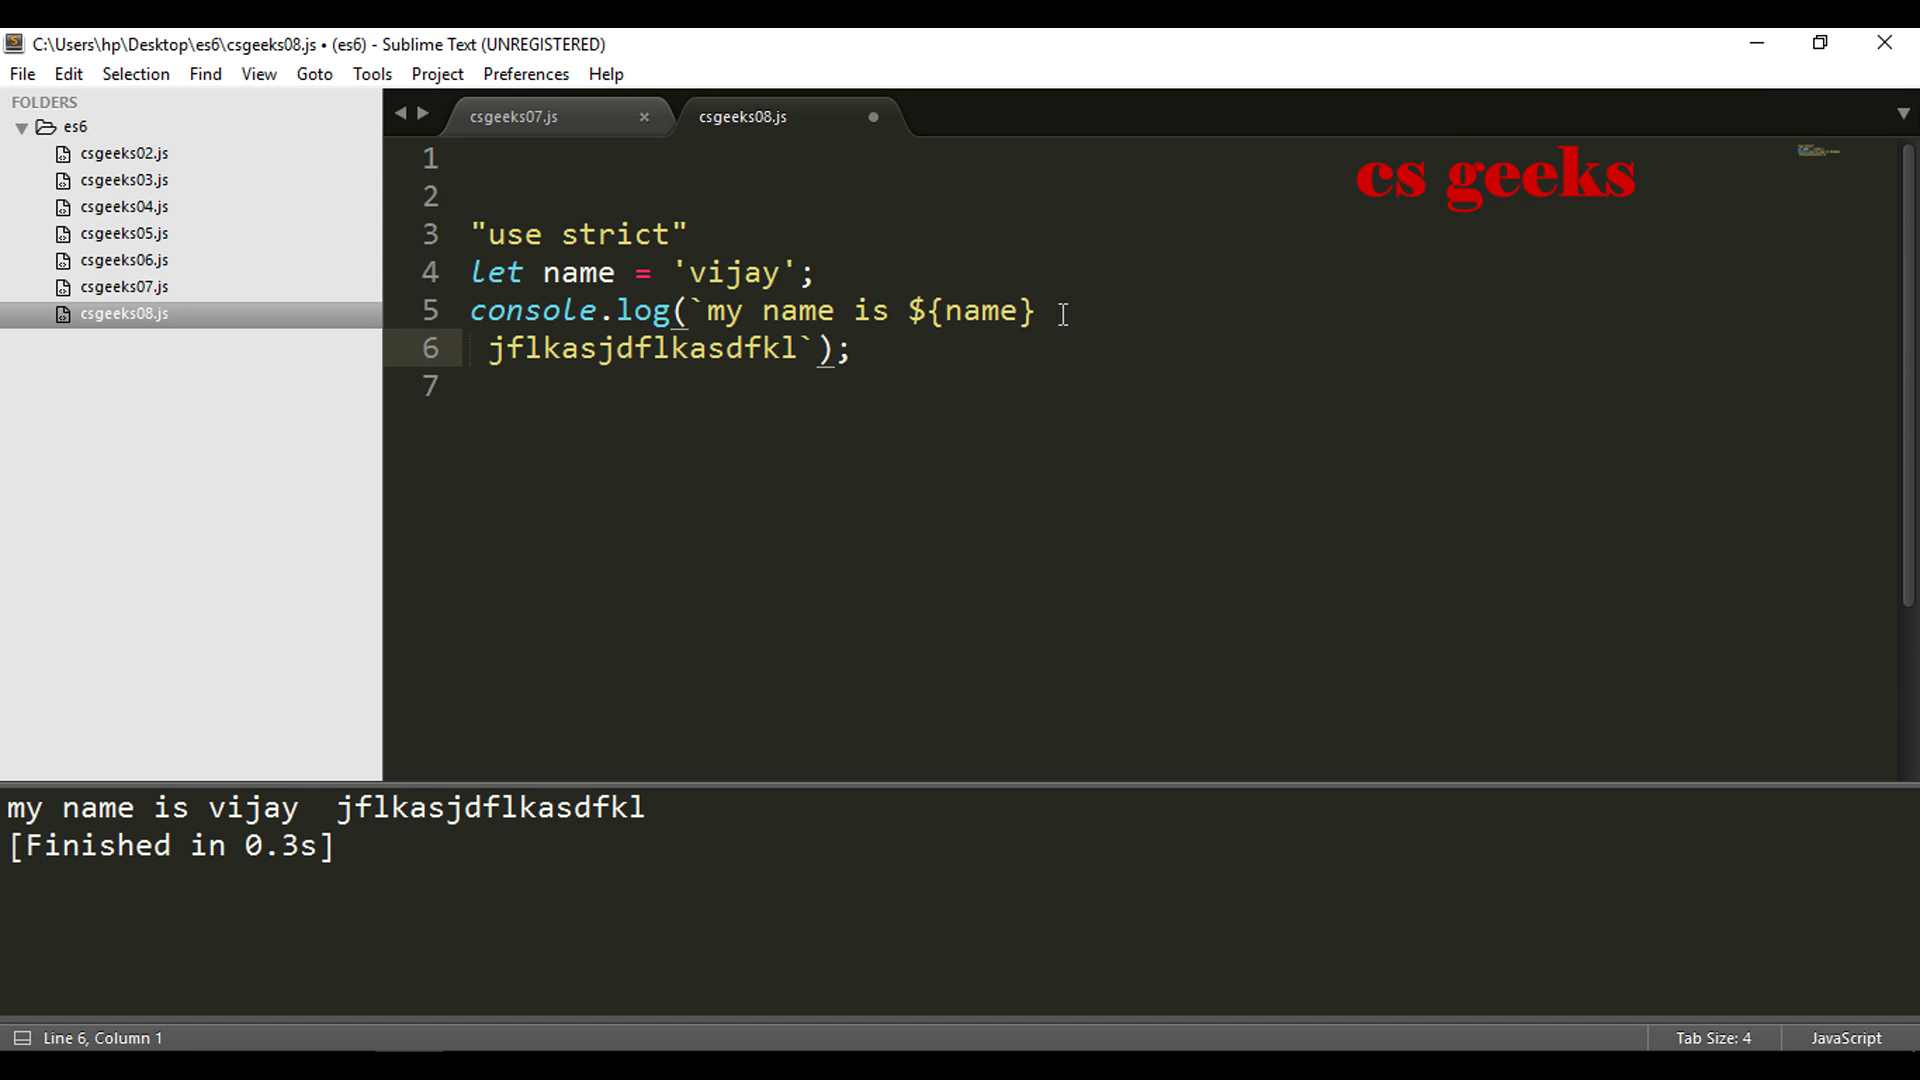 C:\Users\hp\Desktop\es6\csgeeks08.js • (es6) - Sublime Text (UNREGISTERED)
File Edit Selection Find View Goto Tools Project Preferences Help
FOLDERS
es6
csgeeks02.js
csgeeks03.js
csgeeks04.js
csgeeks05.js
csgeeks06.js
csgeeks07.js
csgeeks08.js
csgeeks07.js × csgeeks08.js
cs geeks
1
2
3 "use strict"
4 let name = 'vijay';
5 console.log(`my name is ${name}
6 jflkasjdflkasdfkl`);
7
my name is vijay  jflkasjdflkasdfkl
[Finished in 0.3s]
Line 6, Column 1 Tab Size: 4 JavaScript